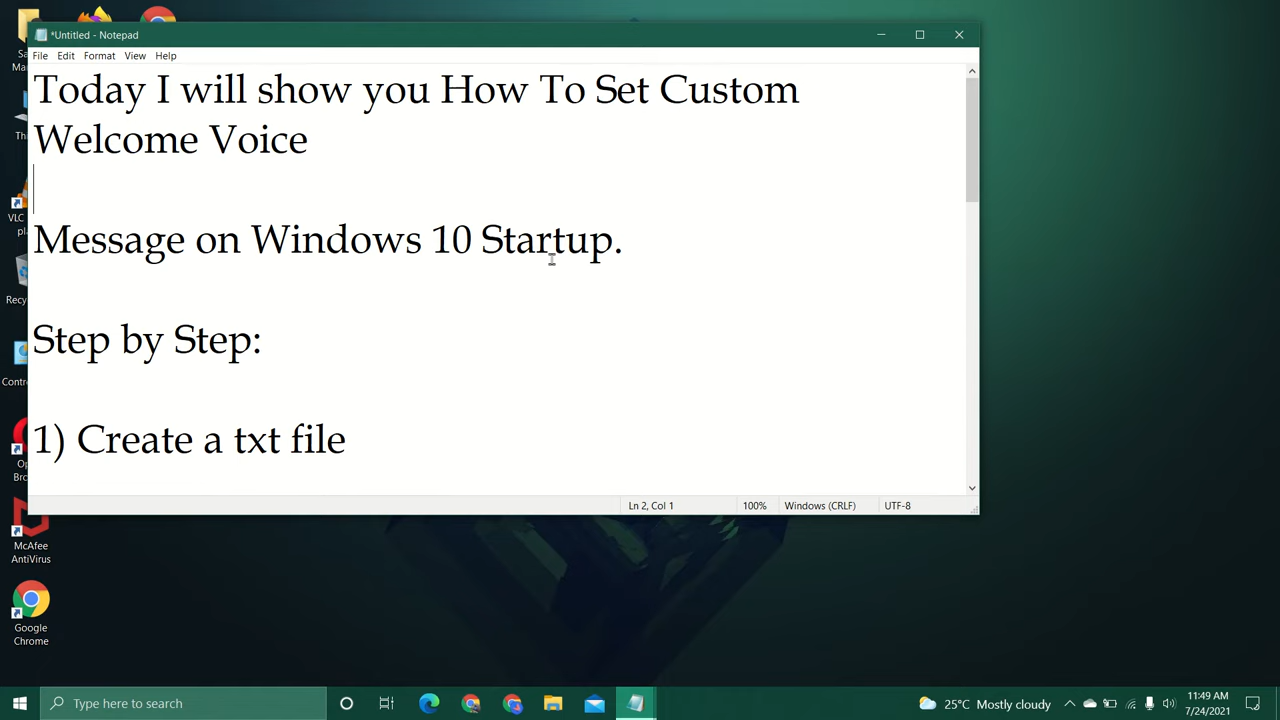 *Untitled - Notepad
File Edit Format View Help
Today I will show you How To Set Custom
Welcome Voice
Message on Windows 10 Startup.
Step by Step:
1) Create a txt file
Ln 2, Col 1 100% Windows (CRLF) UTF-8
McAfee
AntiVirus
Google
Chrome
Type here to search
25°C Mostly cloudy
11:49 AM
7/24/2021